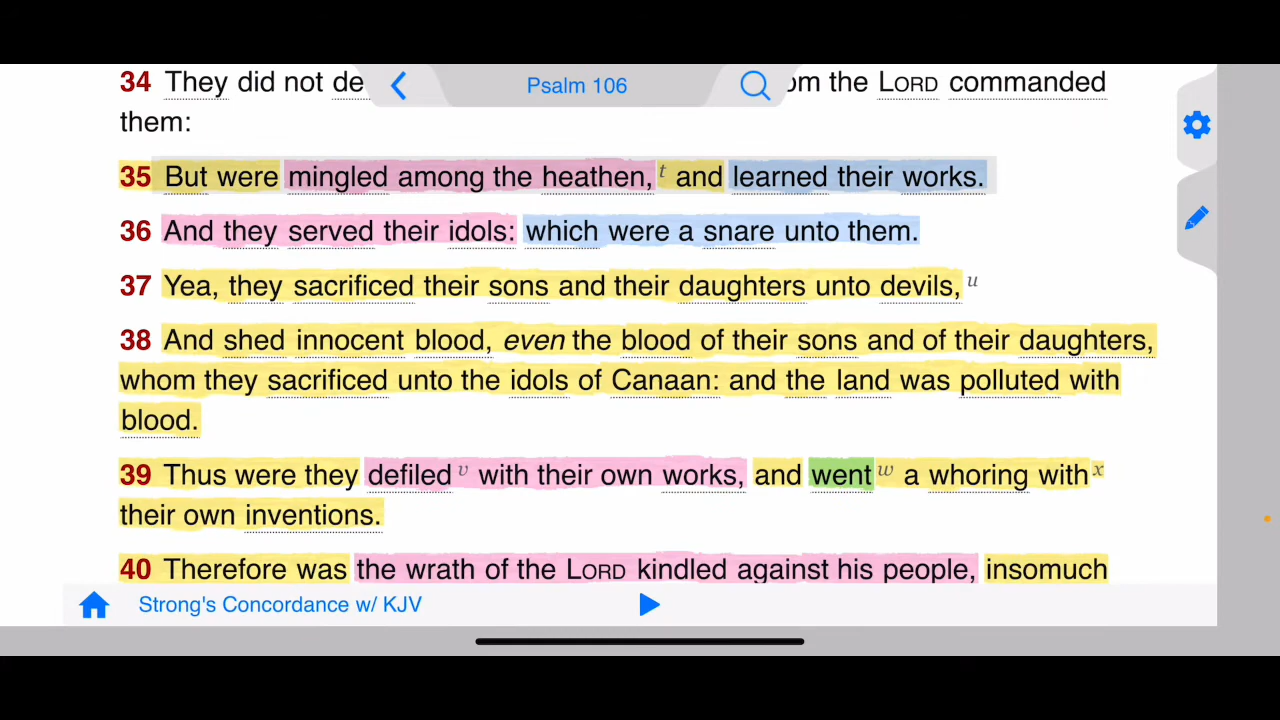 Psalm 106
34 They did not de om the LORD commanded
them:
35 But were mingled among the heathen, t and learned their works.
36 And they served their idols: which were a snare unto them.
37 Yea, they sacrificed their sons and their daughters unto devils, u
38 And shed innocent blood, even the blood of their sons and of their daughters,
whom they sacrificed unto the idols of Canaan: and the land was polluted with
blood.
39 Thus were they defiled v with their own works, and went w a whoring with x
their own inventions.
40 Therefore was the wrath of the LORD kindled against his people, insomuch
Strong's Concordance w/ KJV